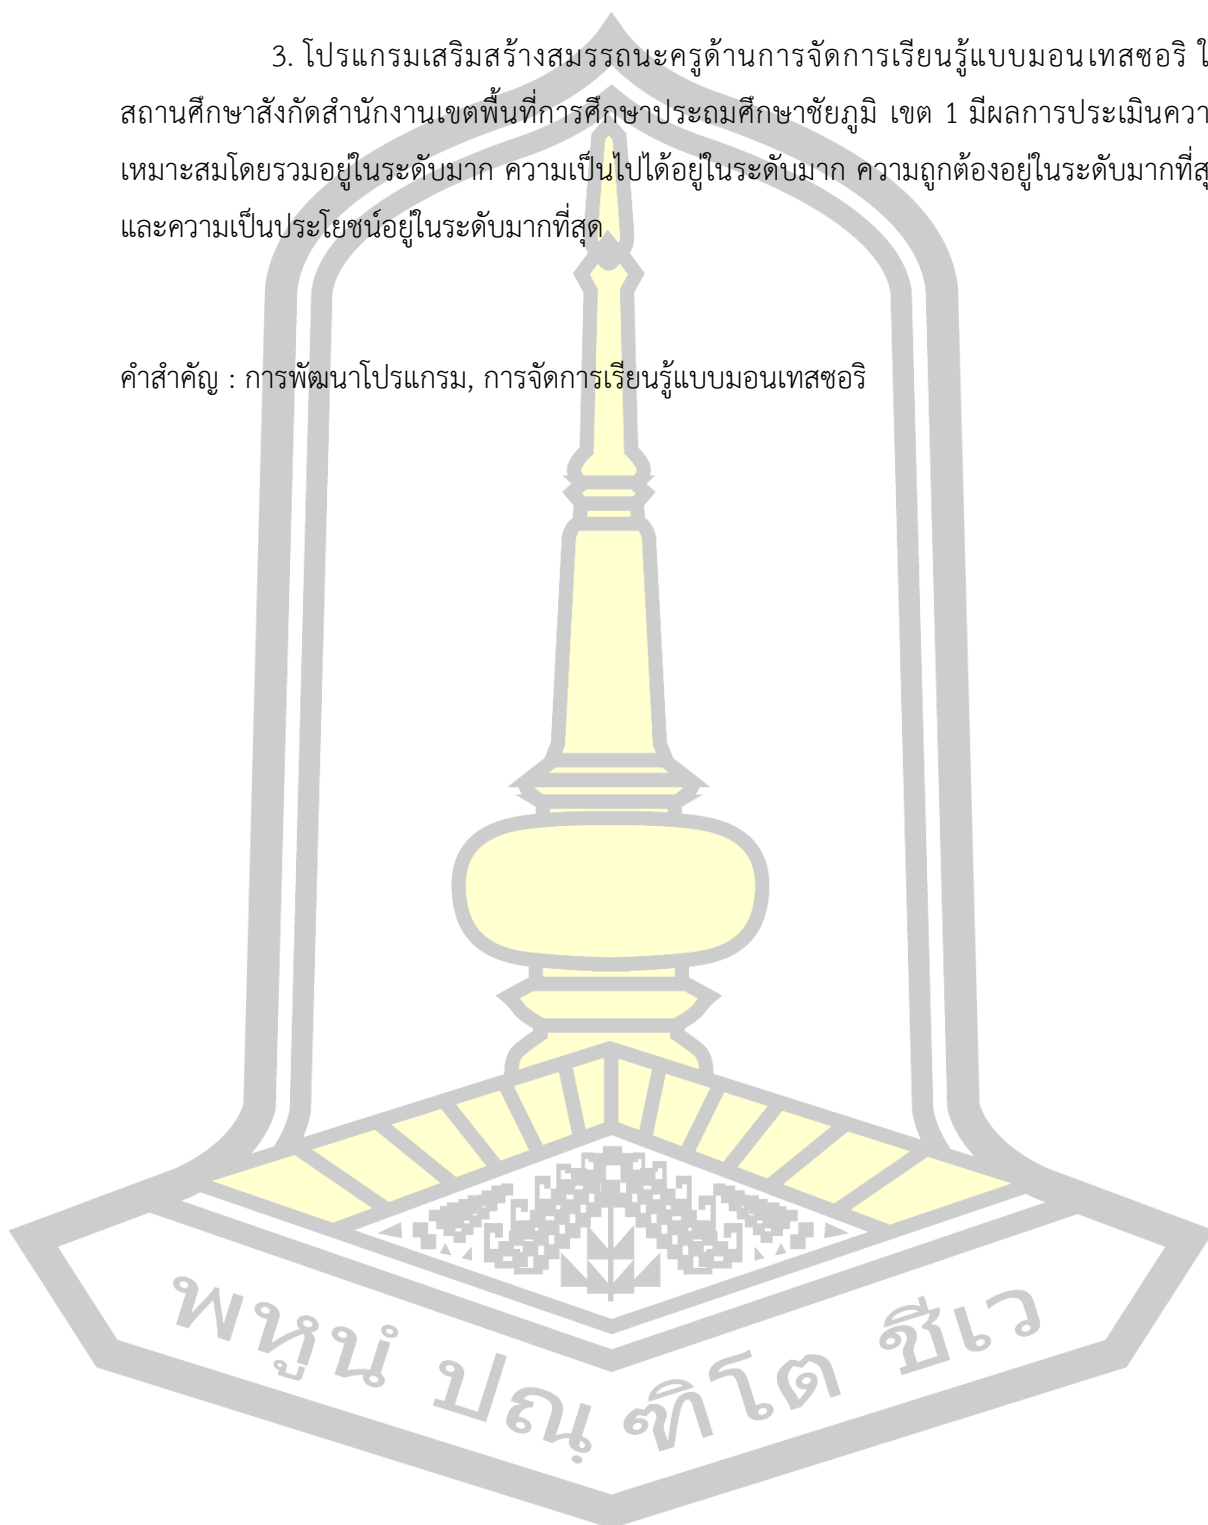 3. โปรแกรมเสริมสร้างสมรรถนะครูด้านการจัดการเรียนรู้แบบมอนเทสซอริ ใ
สถานศึกษาสังกัดสำนักงานเขตพื้นที่การศึกษาประถมศึกษาชัยภูมิ เขต 1 มีผลการประเมินควา
เหมาะสมโดยรวมอยู่ในระดับมาก ความเป็นไปได้อยู่ในระดับมาก ความถูกต้องอยู่ในระดับมากที่สุ
และความเป็นประโยชน์อยู่ในระดับมากที่สุด
คำสำคัญ : การพัฒนาโปรแกรม, การจัดการเรียนรู้แบบมอนเทสซอริ
พหูนํ ปณฺ ฑิโต ชีเว